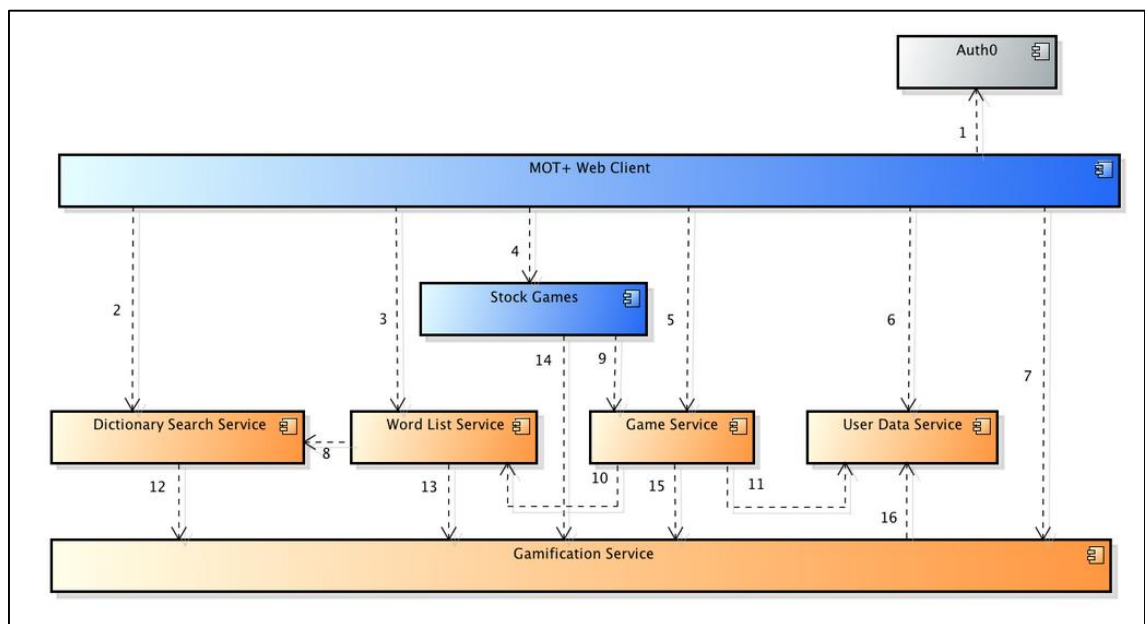 Auth0
1
MOT+ Web Client
2
3
4
5
6
7
Stock Games
14
9
Dictionary Search Service
Word List Service
Game Service
User Data Service
8
12
13
10
15
11
16
Gamification Service